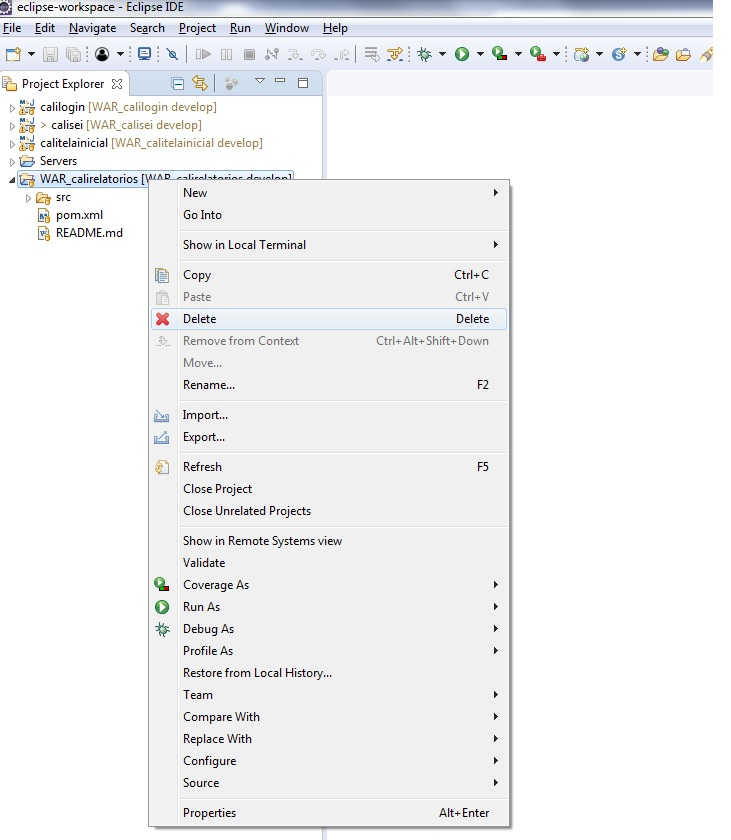 eclipse-workspace - Eclipse IDE
File Edit Navigate Search Project Run Window Help
Project Explorer
calilogin [WAR_calilogin develop]
> calisei [WAR_calisei develop]
calitelainicial [WAR_calitelainicial develop]
Servers
WAR_calirelatorios [WAR_calirelatorios develop]
src
pom.xml
README.md
New
Go Into
Show in Local Terminal
Copy Ctrl+C
Paste Ctrl+V
Delete Delete
Remove from Context Ctrl+Alt+Shift+Down
Move...
Rename... F2
Import...
Export...
Refresh F5
Close Project
Close Unrelated Projects
Show in Remote Systems view
Validate
Coverage As
Run As
Debug As
Profile As
Restore from Local History...
Team
Compare With
Replace With
Configure
Source
Properties Alt+Enter